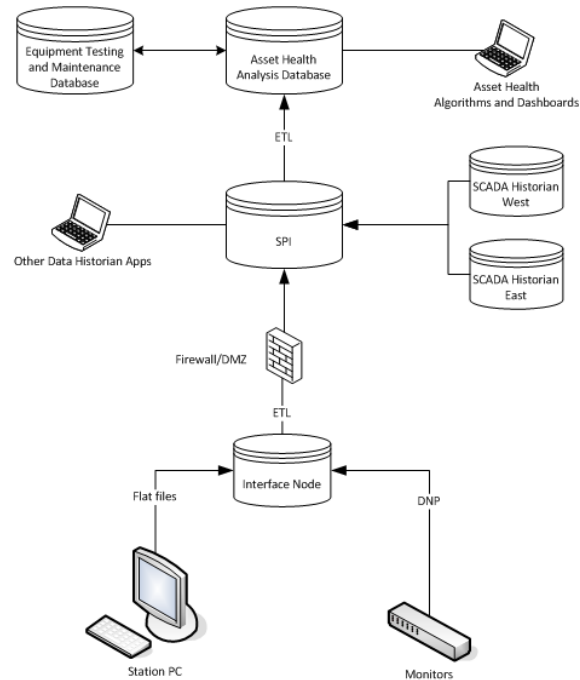 Equipment Testing
and Maintenance
Database
Asset Health
Analysis Database
Asset Health
Algorithms and Dashboards
ETL
SCADA Historian
West
SPI
Other Data Historian Apps
SCADA Historian
East
Firewall/DMZ
ETL
Interface Node
Flat files
DNP
Station PC
Monitors